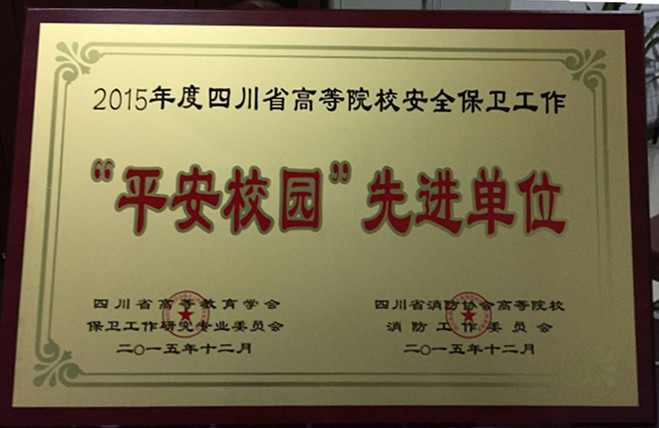 2015年度四川省高等院校安全保卫工作
“平安校园”先进单位
四川省高等教育学会
保卫工作研究专业委员会
二〇一五年十二月
四川省消防协会高等院校
消防工作委员会
二〇一五年十二月